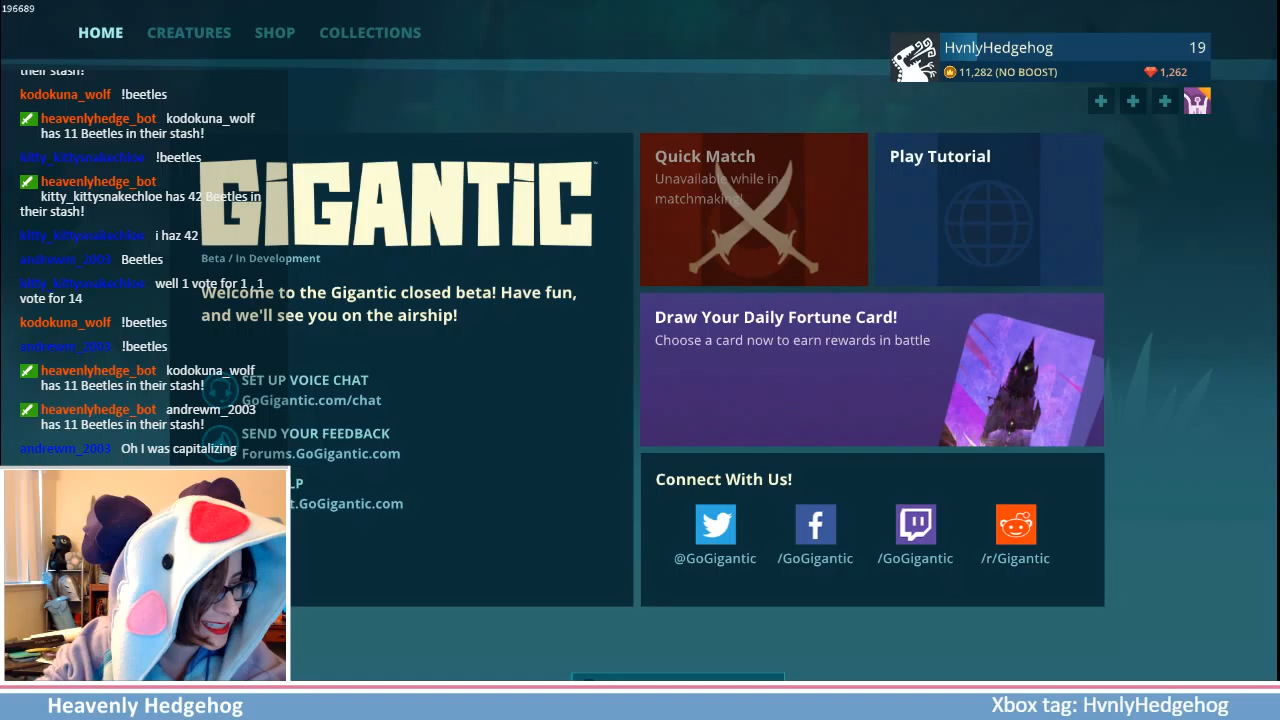 196689
HOME CREATURES SHOP COLLECTIONS
HvnlyHedgehog 19
11,282 (NO BOOST) 1,262
their stash!
kodokuna_wolf !beetles
heavenlyhedge_bot kodokuna_wolf
has 11 Beetles in their stash!
kitty_kittysnakechloe !beetles
heavenlyhedge_bot
kitty_kittysnakechloe has 42 Beetles in
their stash!
kitty_kittysnakechloe i haz 42
andrewm_2003 Beetles
kitty_kittysnakechloe well 1 vote for 1 , 1
vote for 14
kodokuna_wolf !beetles
andrewm_2003 !beetles
heavenlyhedge_bot kodokuna_wolf
has 11 Beetles in their stash!
heavenlyhedge_bot andrewm_2003
has 11 Beetles in their stash!
andrewm_2003 Oh I was capitalizing
GIGANTIC™
Beta / In Development
Welcome to the Gigantic closed beta! Have fun,
and we'll see you on the airship!
SET UP VOICE CHAT
GoGigantic.com/chat
SEND YOUR FEEDBACK
Forums.GoGigantic.com
LP
t.GoGigantic.com
Quick Match
Unavailable while in
matchmaking!
Play Tutorial
Draw Your Daily Fortune Card!
Choose a card now to earn rewards in battle
Connect With Us!
@GoGigantic /GoGigantic /GoGigantic /r/Gigantic
Heavenly Hedgehog
Xbox tag: HvnlyHedgehog